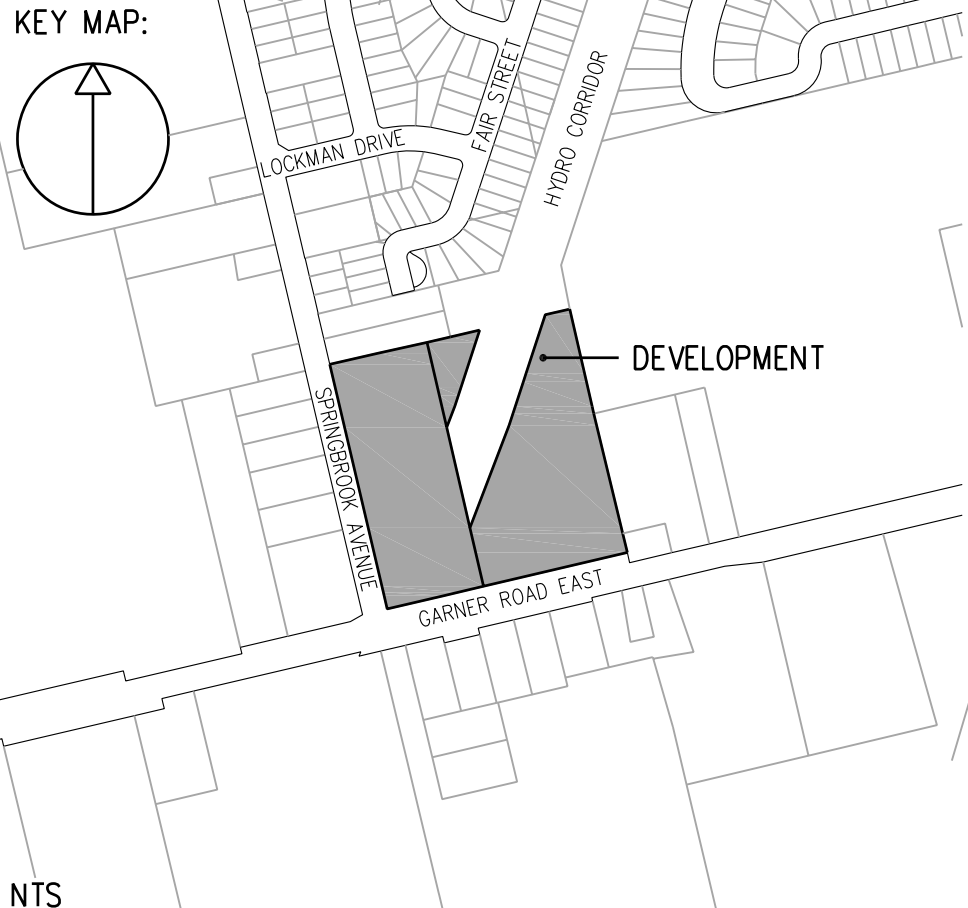 KEY MAP:
FAIR STREET
HYDRO CORRIDOR
LOCKMAN DRIVE
DEVELOPMENT
SPRINGBROOK AVENUE
GARNER ROAD EAST
NTS